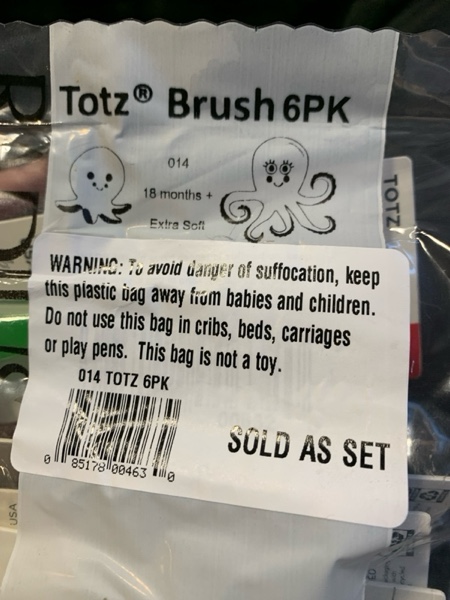 Totz® Brush 6PK
014
18 months +
Extra Soft
TOTZ
WARNING: To avoid danger of suffocation, keep
this plastic bag away from babies and children.
Do not use this bag in cribs, beds, carriages
or play pens. This bag is not a toy.
014 TOTZ 6PK
SOLD AS SET
0 85178 00463 0
USA